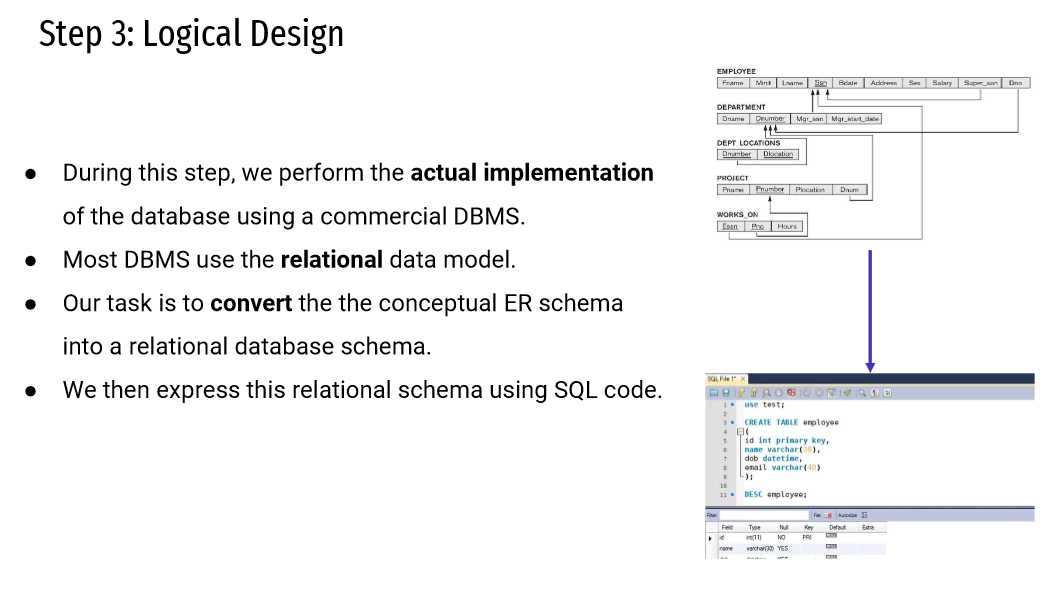 Step 3: Logical Design
● During this step, we perform the actual implementation
of the database using a commercial DBMS.
● Most DBMS use the relational data model.
● Our task is to convert the the conceptual ER schema
into a relational database schema.
● We then express this relational schema using SQL code.
EMPLOYEE
Fname Minit Lname Ssn Bdate Address Sex Salary Super_ssn Dno
DEPARTMENT
Dname Dnumber Mgr_ssn Mgr_start_date
DEPT_LOCATIONS
Dnumber Dlocation
PROJECT
Pname Pnumber Plocation Dnum
WORKS_ON
Essn Pno Hours
SQL File 1* ×
1 use test;
2
3 CREATE TABLE employee
4 (
5 id int primary key,
6 name varchar(30),
7 dob datetime,
8 email varchar(40)
9 );
10
11 DESC employee;
Filter: File: Autosize:
Field Type Null Key Default Extra
id int(11) NO PRI NULL
name varchar(30) YES NULL